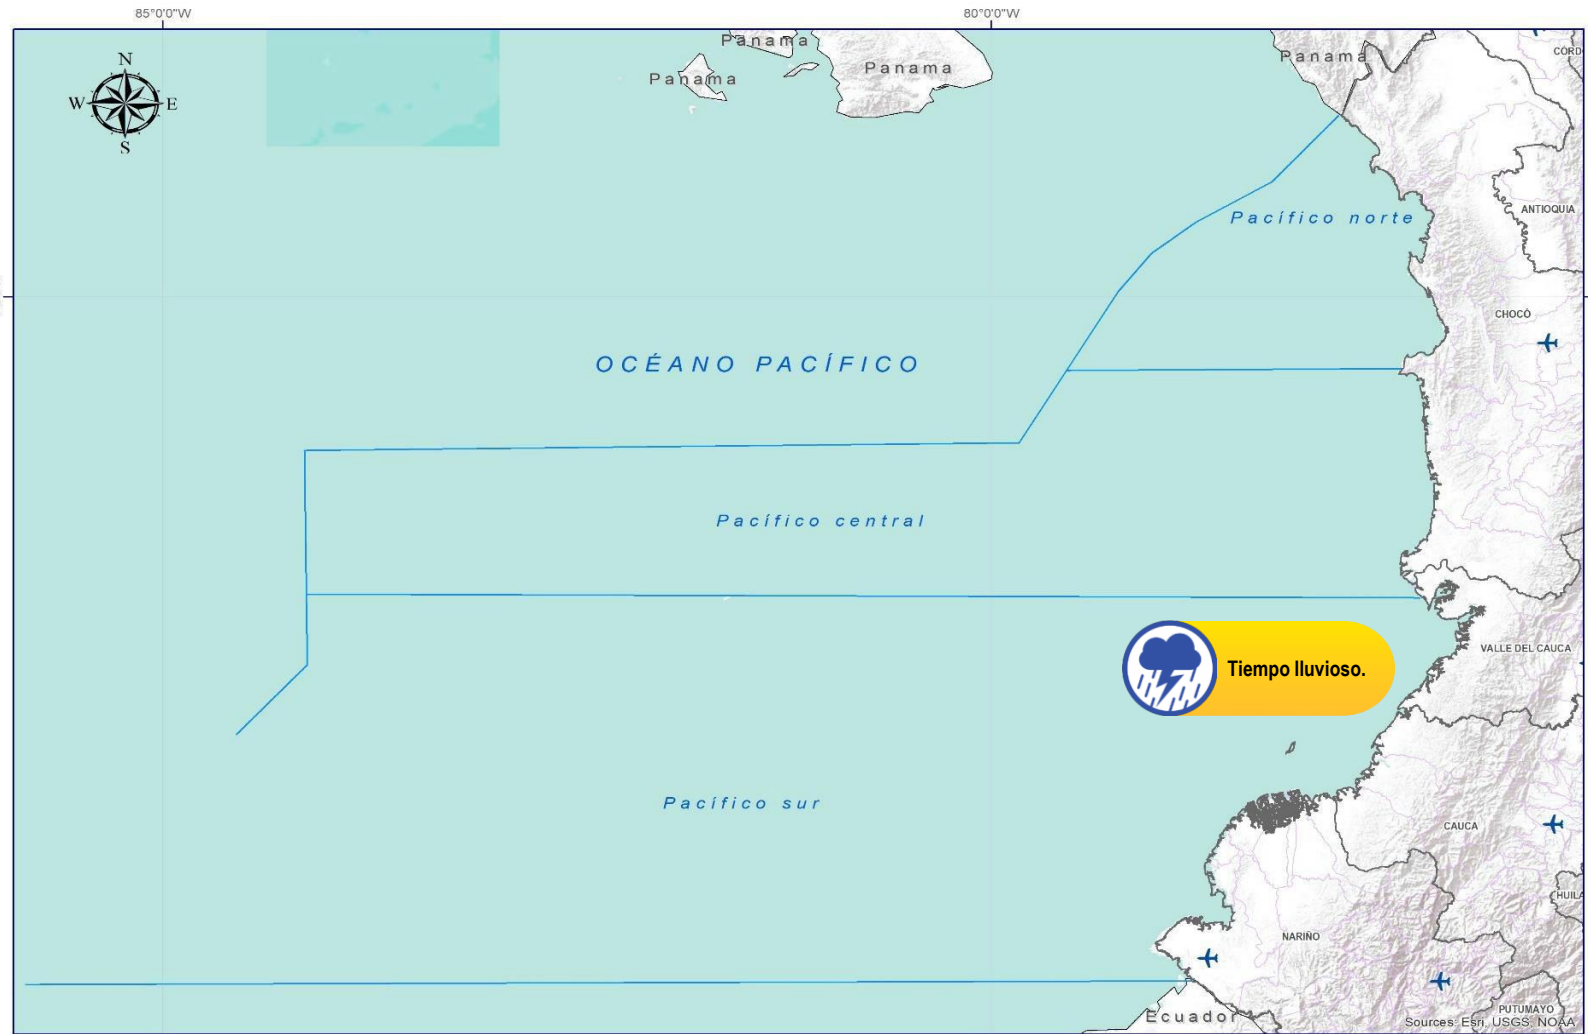 85°0'0"W
80°0'0"W
N
W
E
S
Panama
Panama
Panama
Panama
CORD
ANTIOQUIA
Pacífico norte
CHOCÓ
OCÉANO PACÍFICO
Pacífico central
VALLE DEL CAUCA
Tiempo lluvioso.
Pacífico sur
CAUCA
HUILA
NARIÑO
PUTUMAYO
Ecuador
Sources: Esri, USGS, NOAA